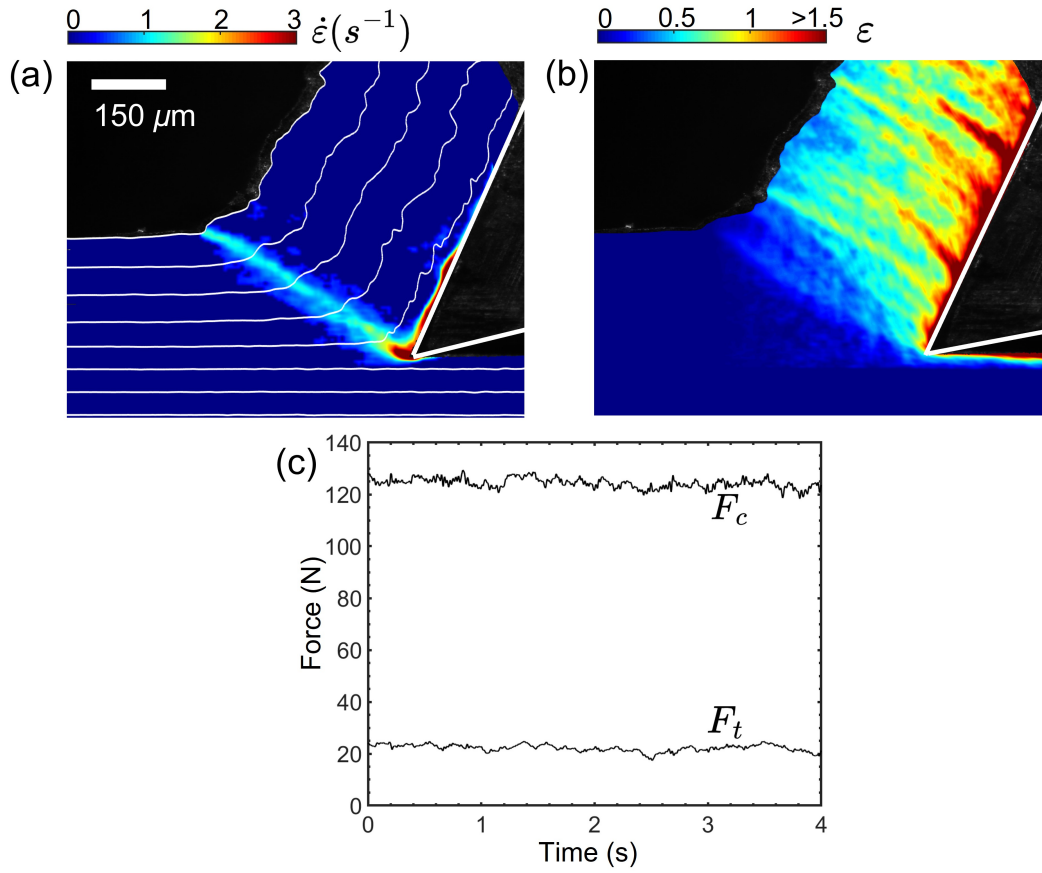 0 1 2 3 ε̇(s⁻¹)
0 0.5 1 >1.5 ε
(a)
150 μm
(b)
(c)
140
120
100
80
60
40
20
0
Force (N)
F_c
F_t
0 1 2 3 4
Time (s)